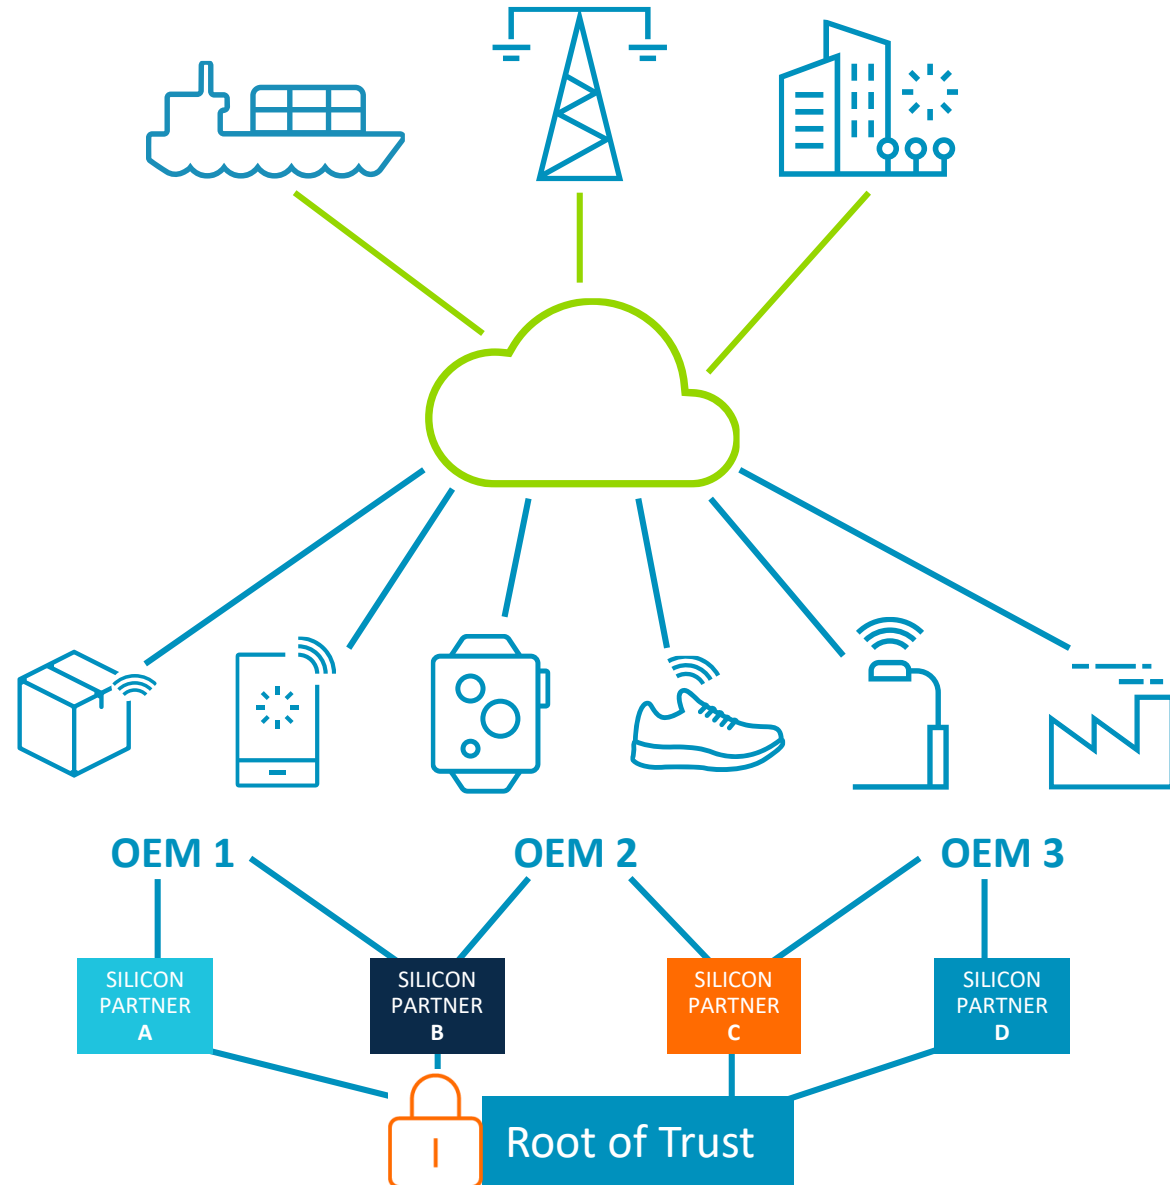 OEM 1
OEM 2
OEM 3
SILICON
PARTNER
A
SILICON
PARTNER
B
SILICON
PARTNER
C
SILICON
PARTNER
D
Root of Trust